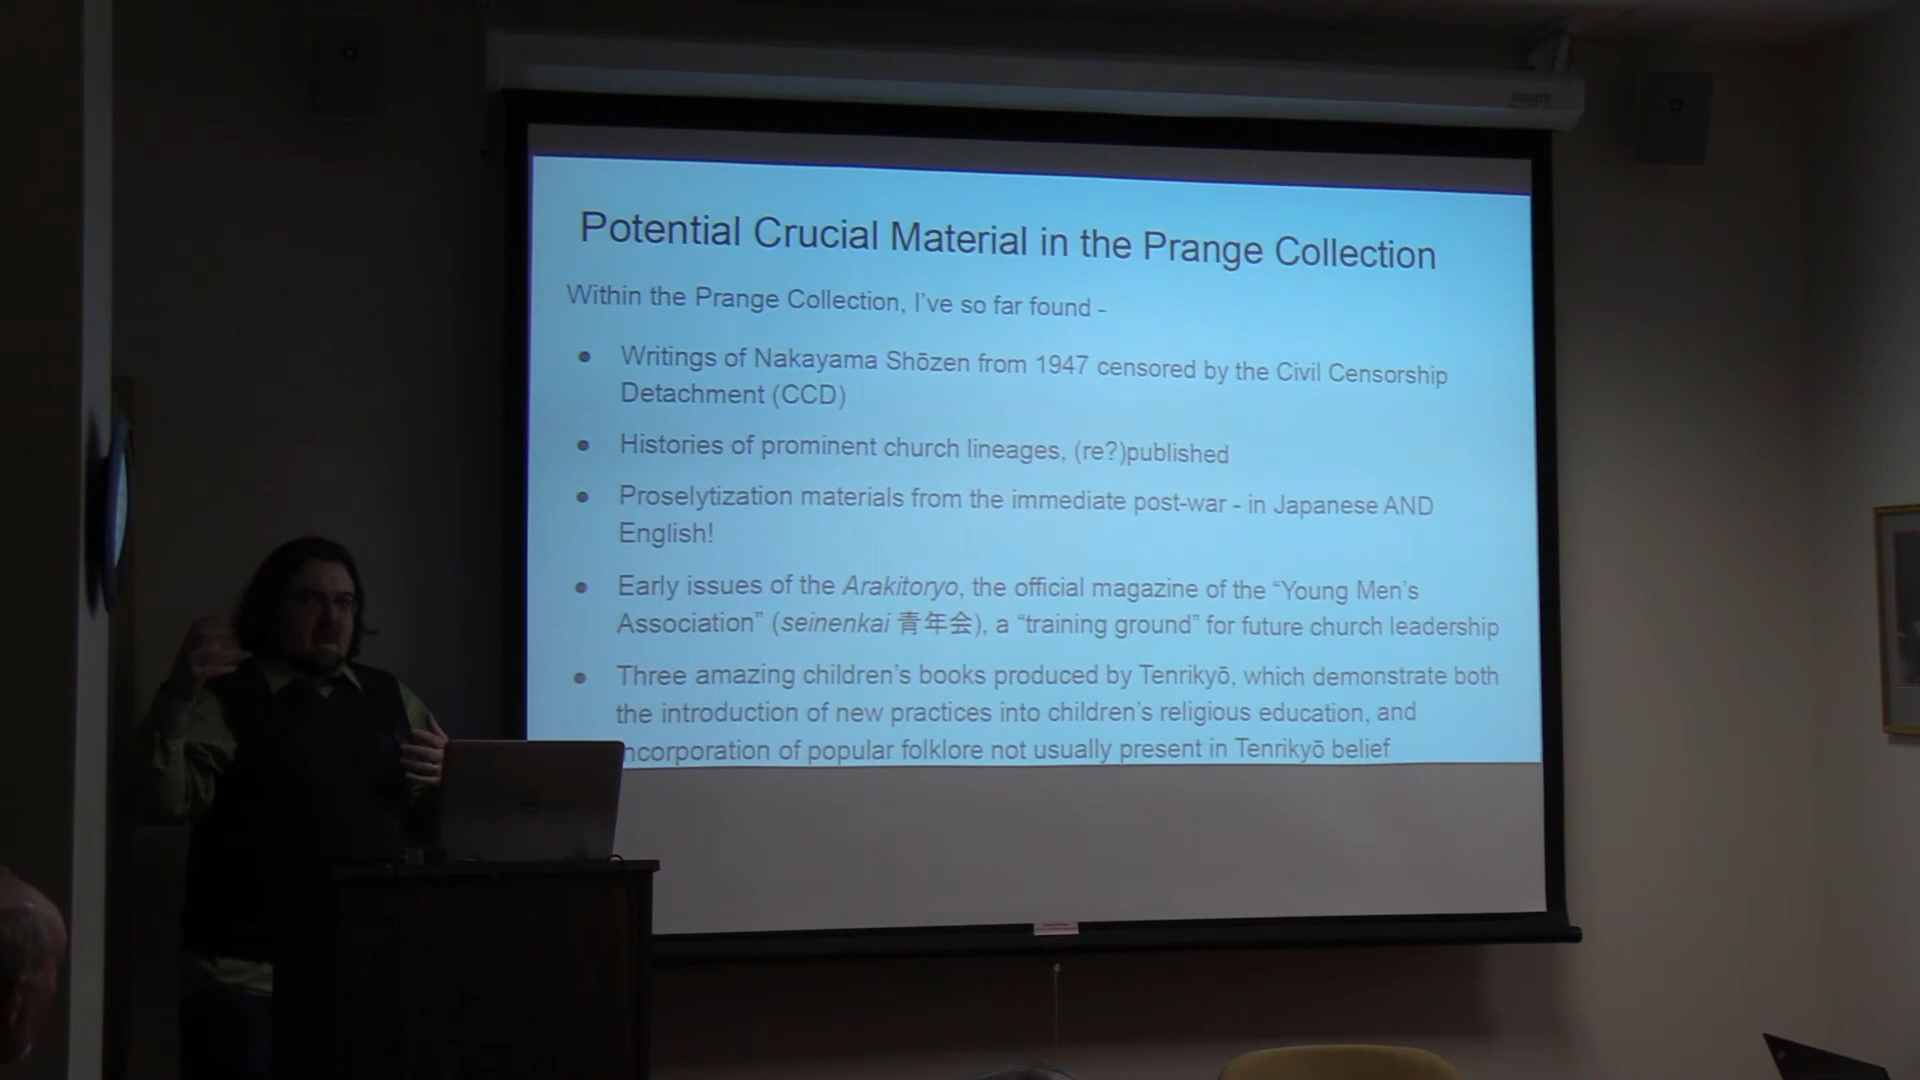 Potential Crucial Material in the Prange Collection
Within the Prange Collection, I've so far found -
● Writings of Nakayama Shōzen from 1947 censored by the Civil Censorship
Detachment (CCD)
● Histories of prominent church lineages, (re?)published
● Proselytization materials from the immediate post-war - in Japanese AND
English!
● Early issues of the Arakitoryo, the official magazine of the “Young Men’s
Association” (seinenkai 青年会), a “training ground” for future church leadership
● Three amazing children’s books produced by Tenrikyō, which demonstrate both
the introduction of new practices into children’s religious education, and
ncorporation of popular folklore not usually present in Tenrikyō belief